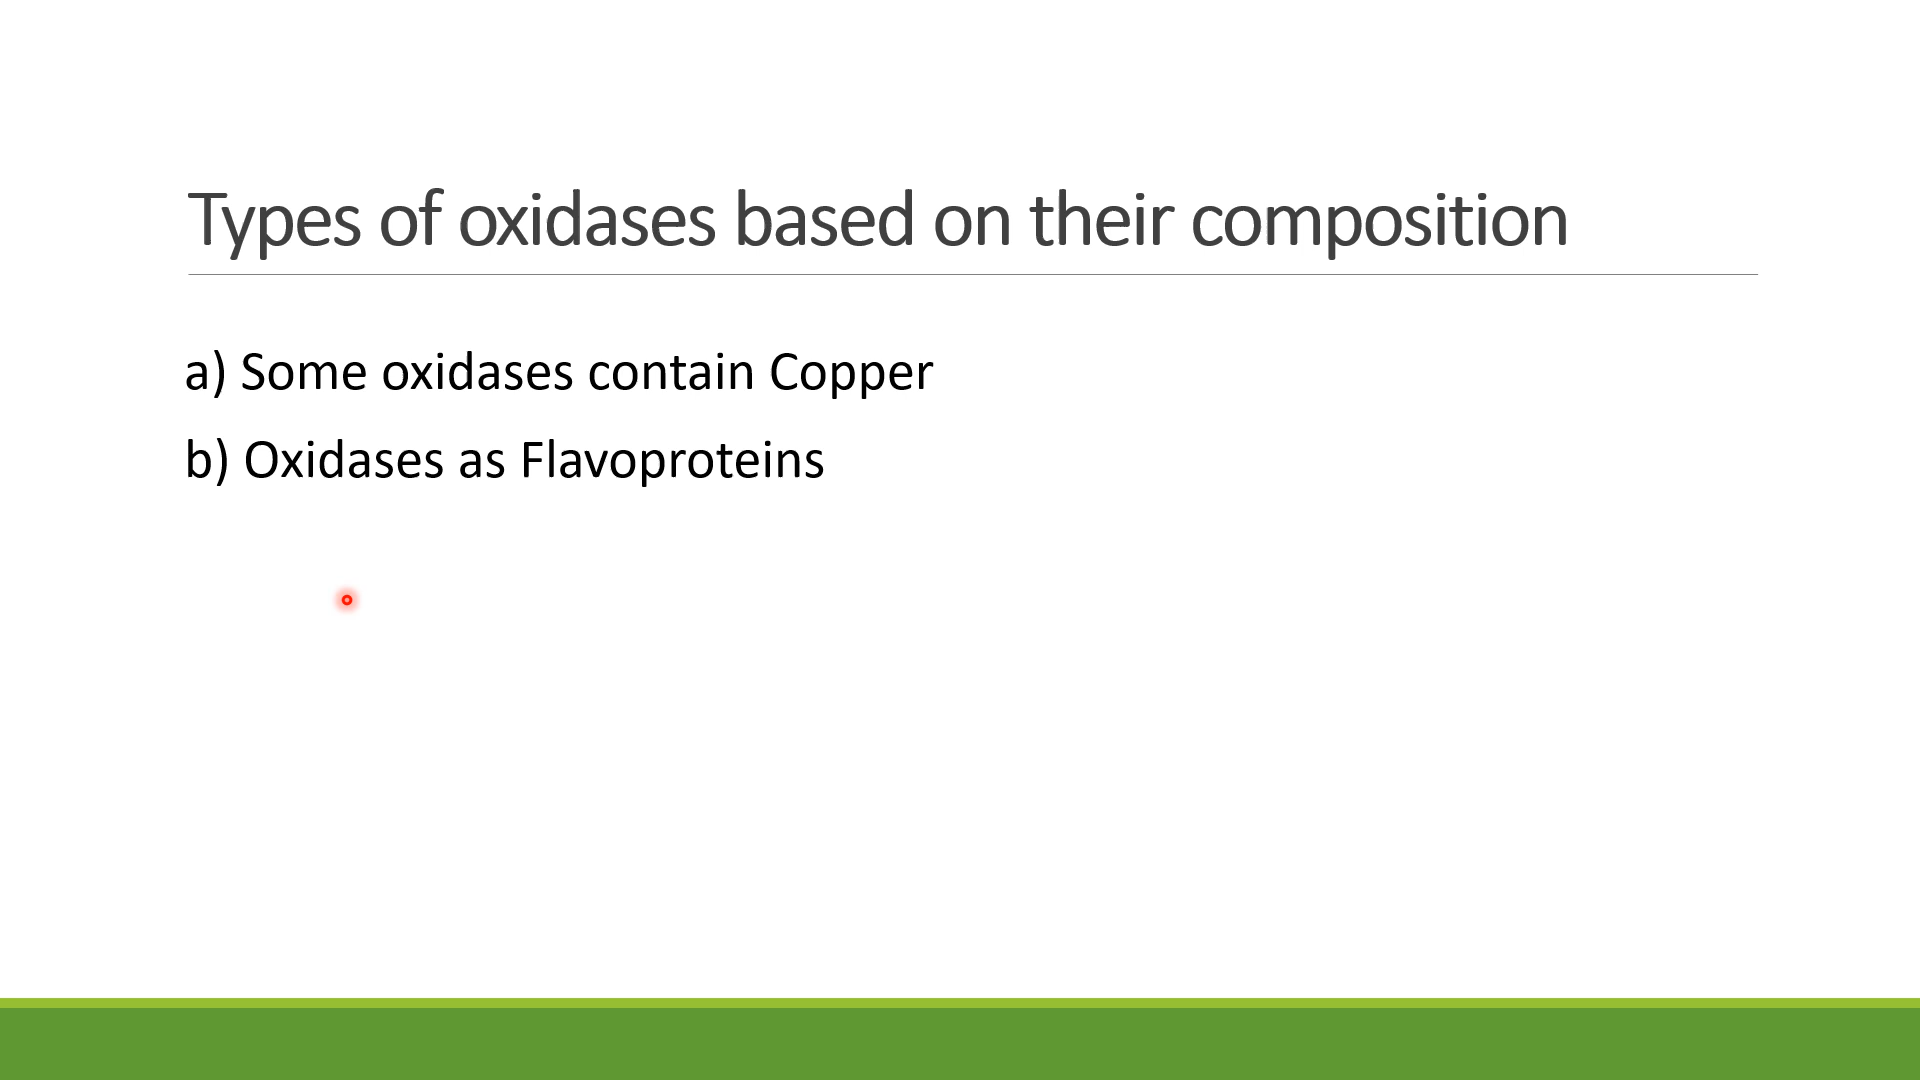 Types of oxidases based on their composition
a) Some oxidases contain Copper
b) Oxidases as Flavoproteins